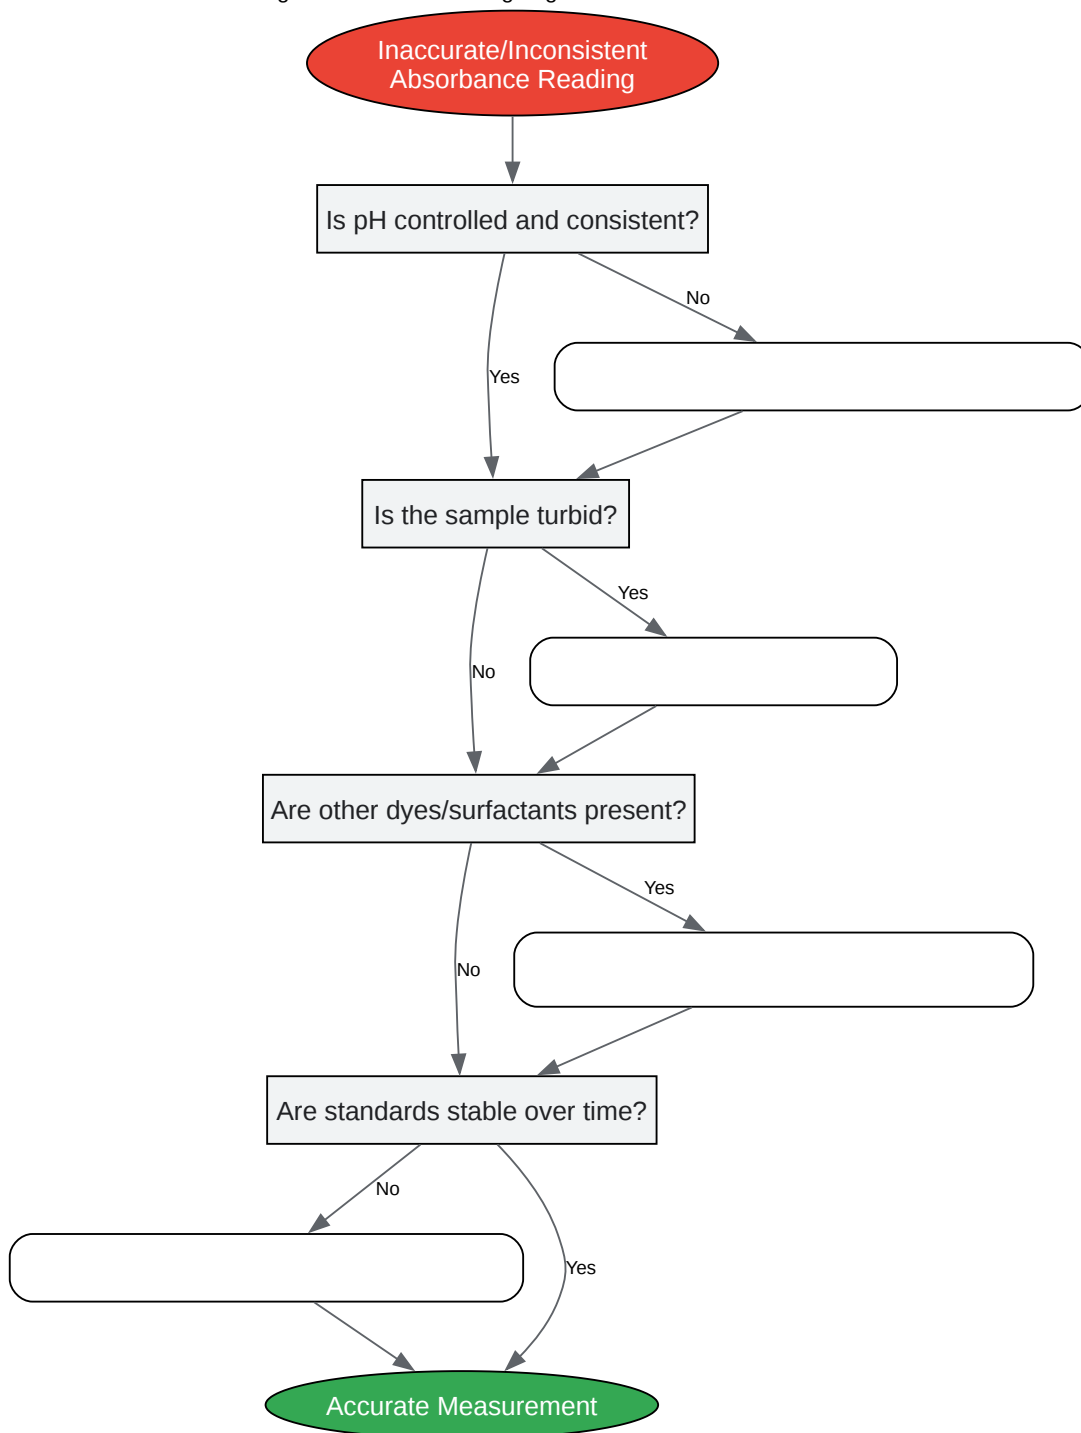 Inaccurate/Inconsistent
Absorbance Reading
Is pH controlled and consistent?
No
Yes
Is the sample turbid?
Yes
No
Are other dyes/surfactants present?
Yes
No
Are standards stable over time?
No
Yes
Accurate Measurement